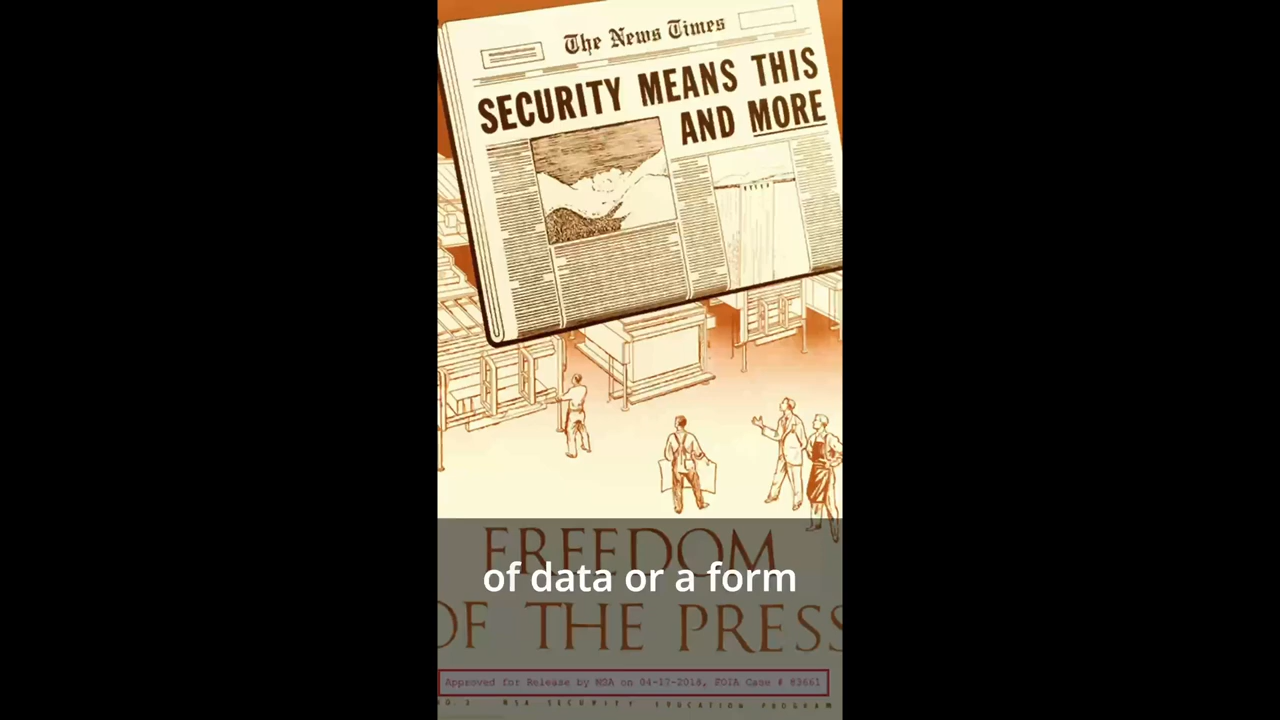 The News Times
SECURITY MEANS THIS
AND MORE
FREEDOM
of data or a form
OF THE PRESS
Approved for Release by NSA on 04-17-2018, FOIA Case # 83661
NSA SECURITY EDUCATION PROGRAM